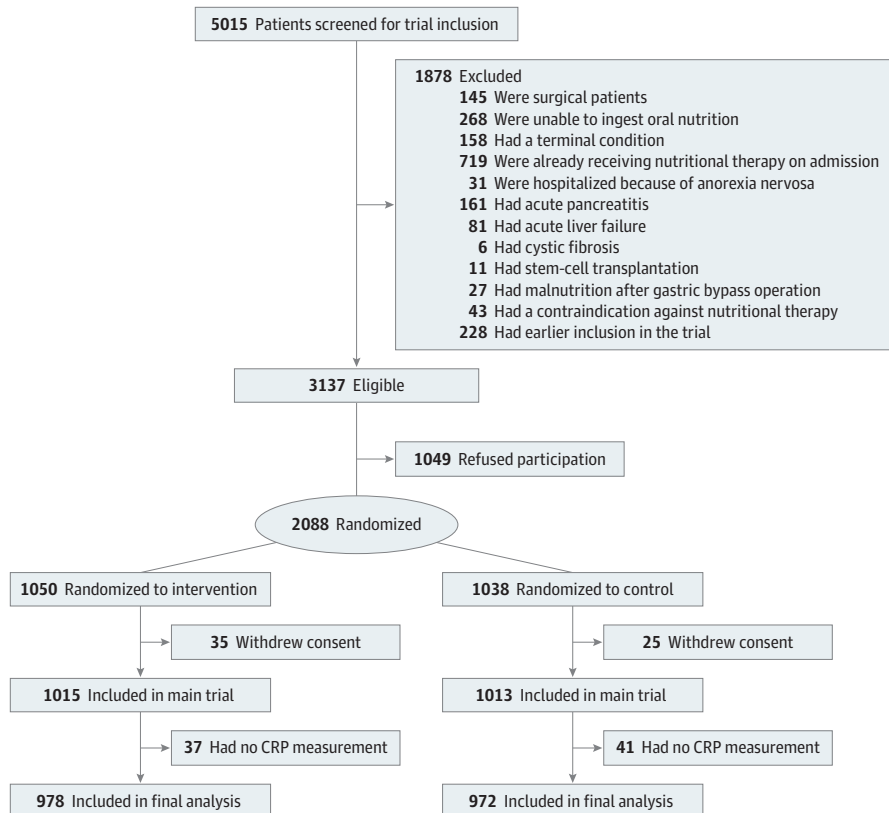 5015 Patients screened for trial inclusion
1878 Excluded
145 Were surgical patients
268 Were unable to ingest oral nutrition
158 Had a terminal condition
719 Were already receiving nutritional therapy on admission
31 Were hospitalized because of anorexia nervosa
161 Had acute pancreatitis
81 Had acute liver failure
6 Had cystic fibrosis
11 Had stem-cell transplantation
27 Had malnutrition after gastric bypass operation
43 Had a contraindication against nutritional therapy
228 Had earlier inclusion in the trial
3137 Eligible
1049 Refused participation
2088 Randomized
1050 Randomized to intervention
1038 Randomized to control
35 Withdrew consent
25 Withdrew consent
1015 Included in main trial
1013 Included in main trial
37 Had no CRP measurement
41 Had no CRP measurement
978 Included in final analysis
972 Included in final analysis